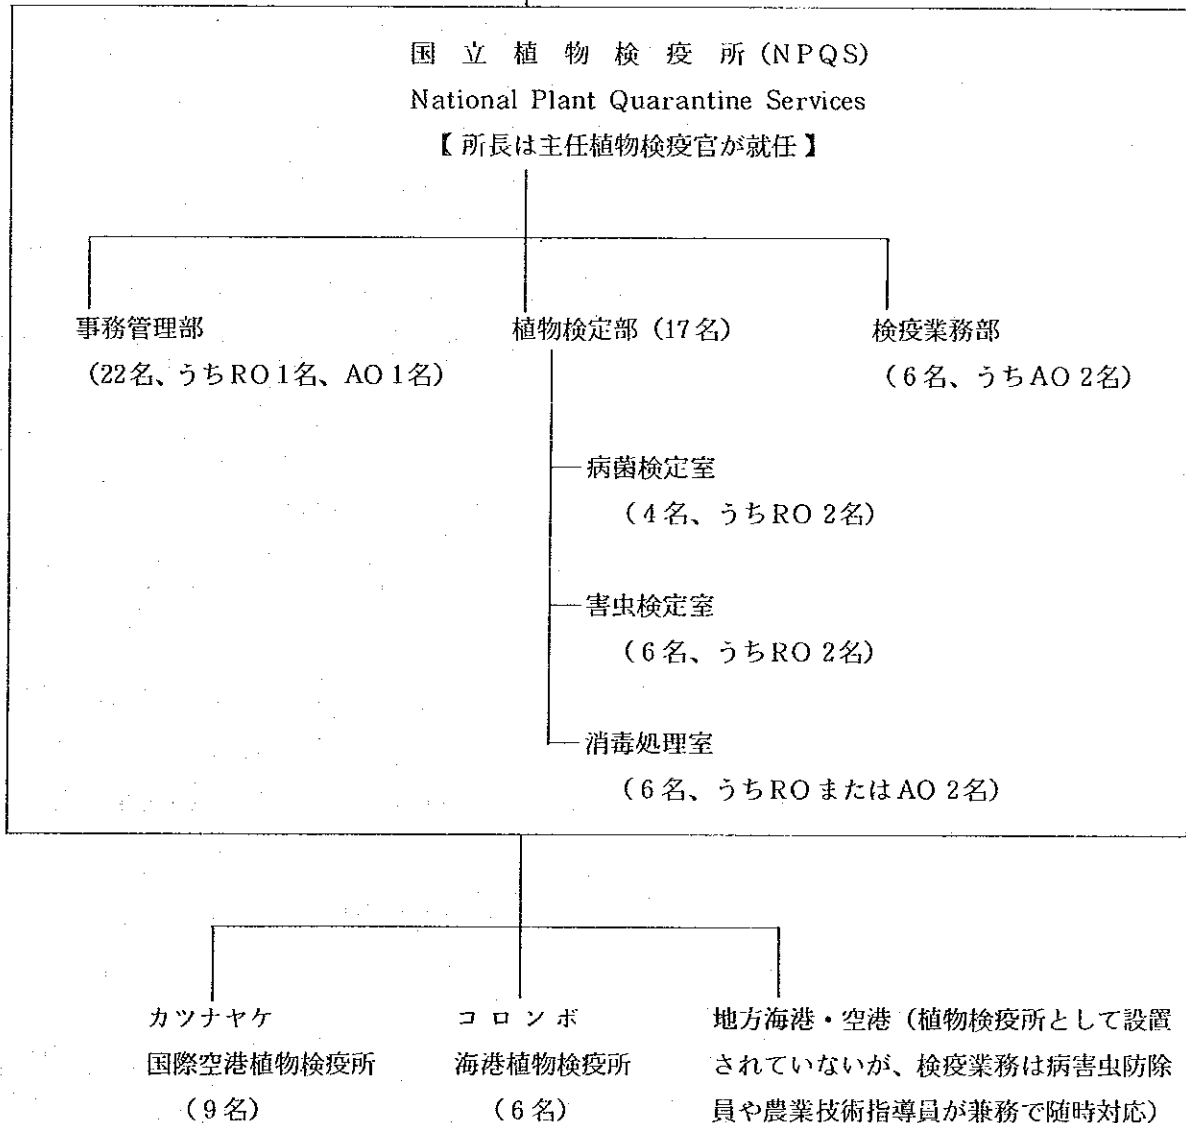 国立植物検疫所 (NPQS)
National Plant Quarantine Services
【所長は主任植物検疫官が就任】
事務管理部
(22名、うちRO 1名、AO 1名)
植物検定部 (17名)
検疫業務部
(6名、うちAO 2名)
病菌検定室
(4名、うちRO 2名)
害虫検定室
(6名、うちRO 2名)
消毒処理室
(6名、うちROまたはAO 2名)
カツナヤケ
国際空港植物検疫所
(9名)
コロンボ
海港植物検疫所
(6名)
地方海港・空港 (植物検疫所として設置
されていないが、検疫業務は病害虫防除
員や農業技術指導員が兼務で随時対応)